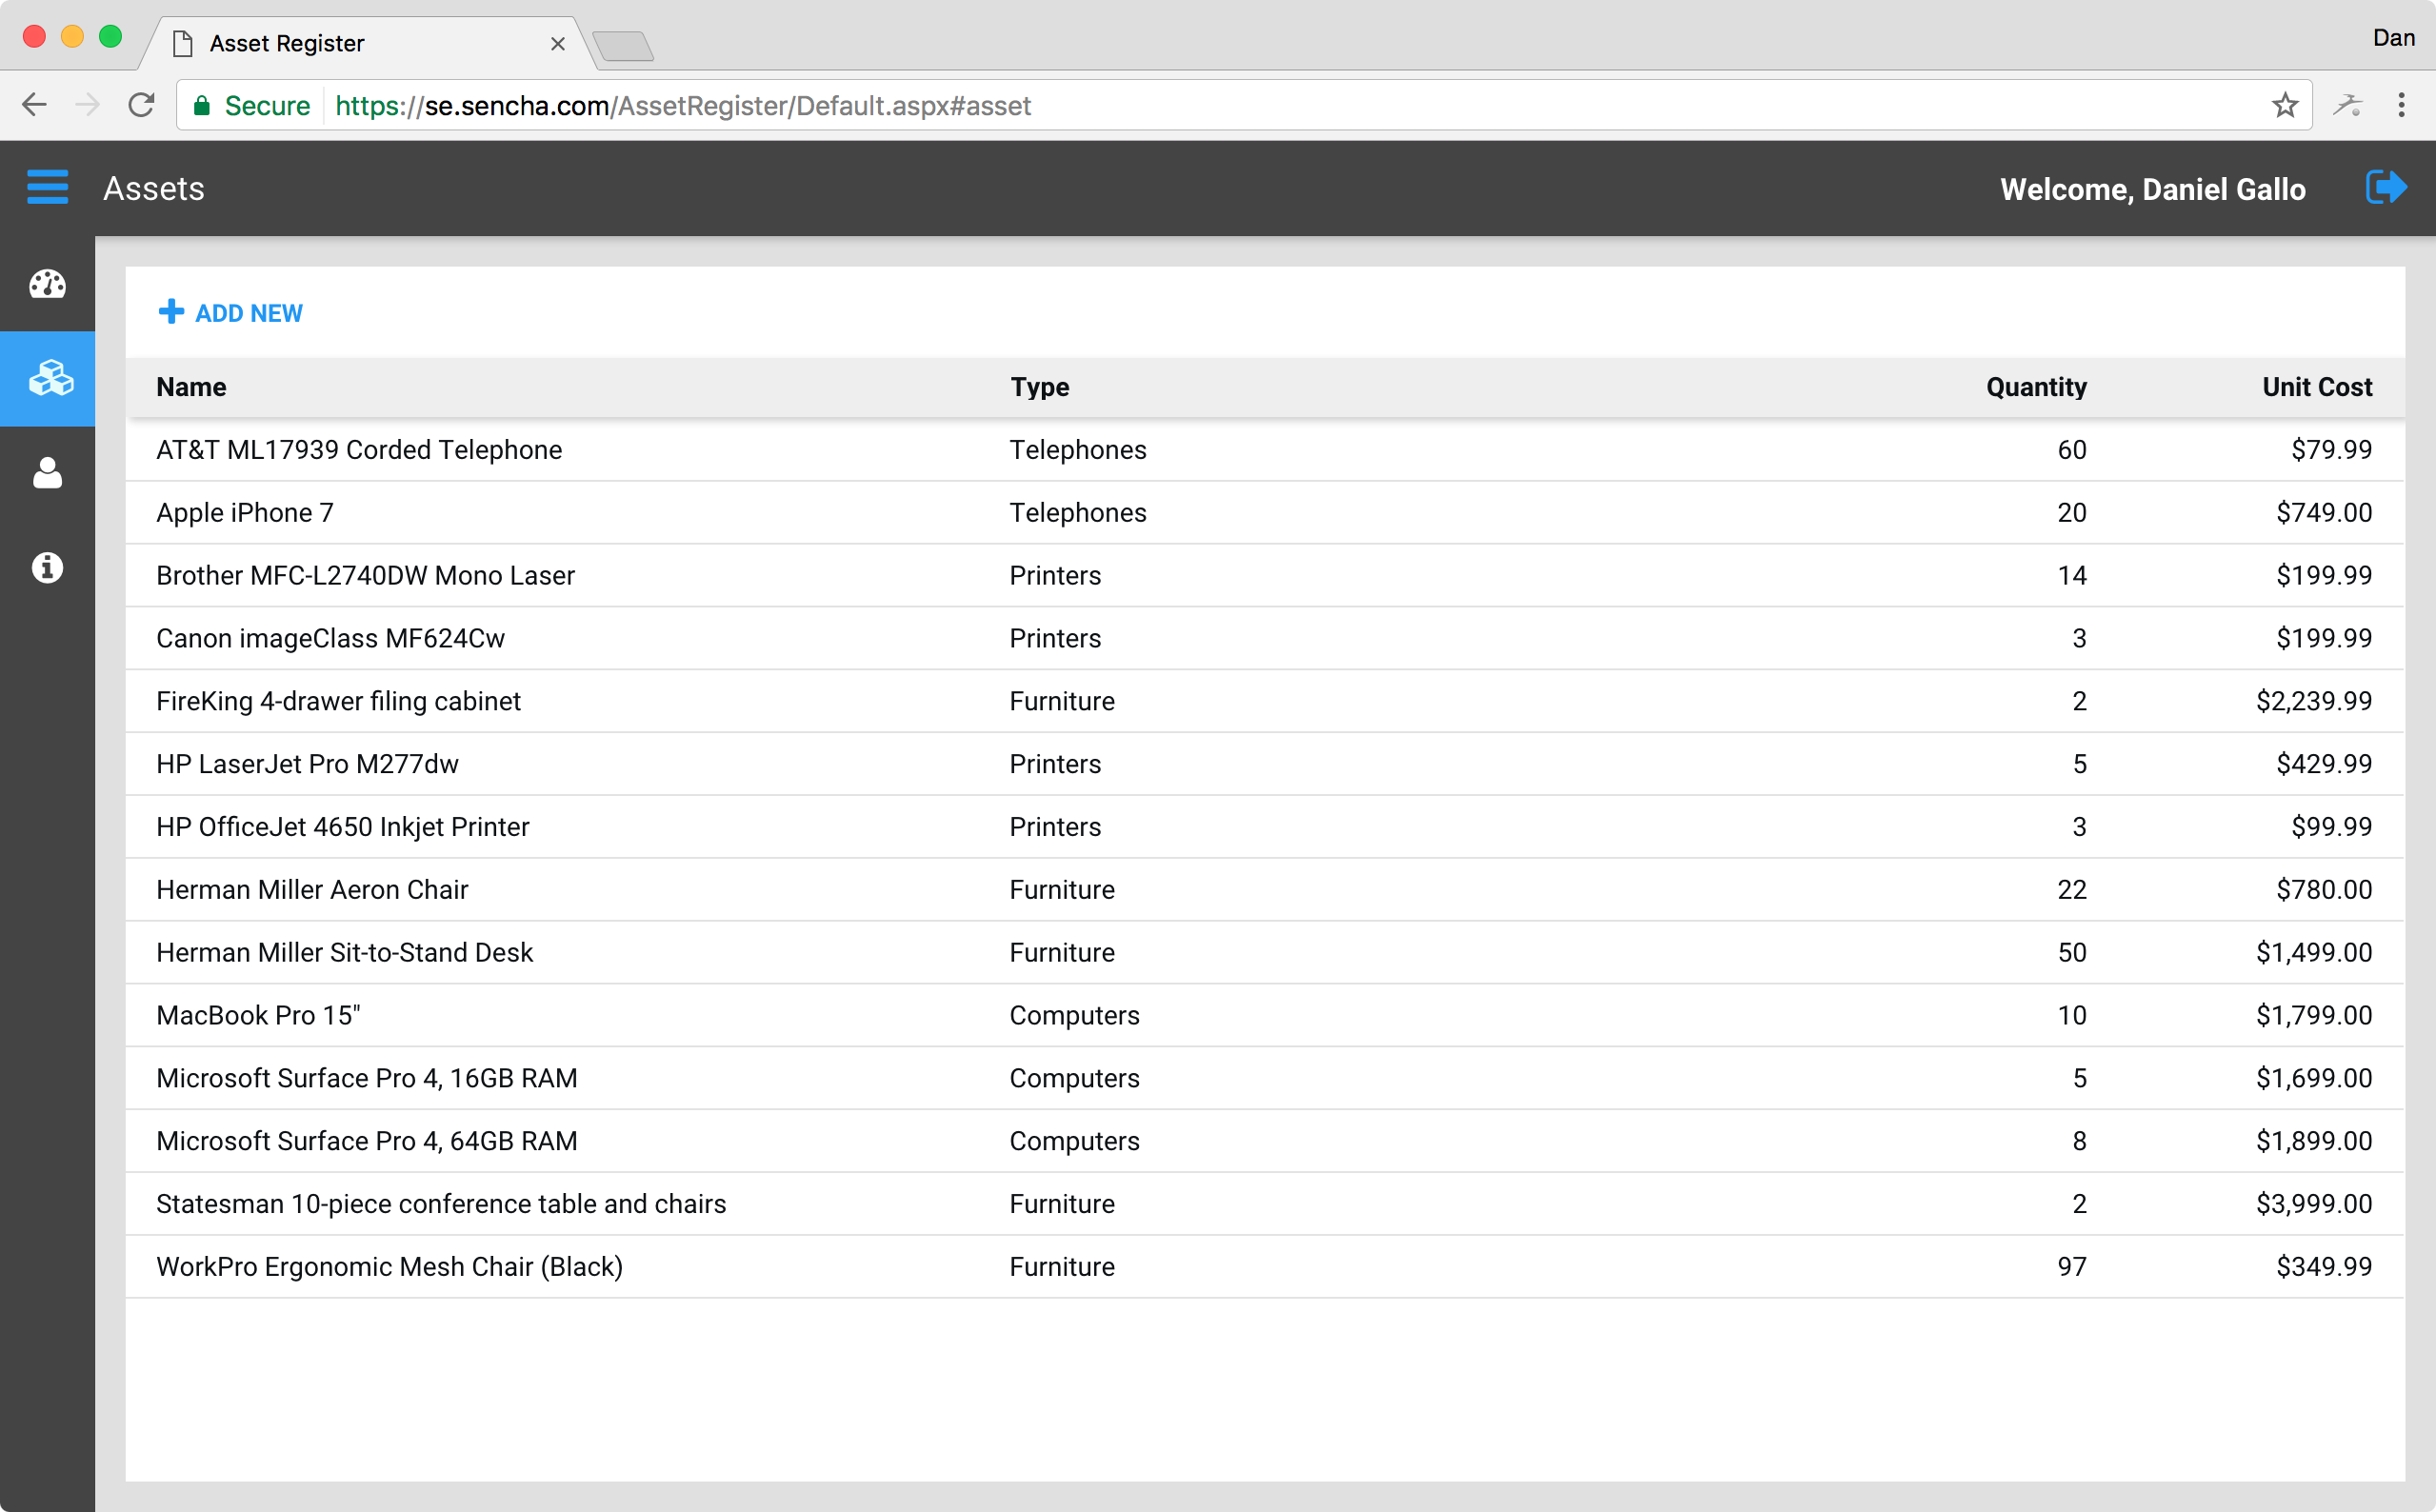 Asset Register
Dan
Secure https://se.sencha.com/AssetRegister/Default.aspx#asset
Assets Welcome, Daniel Gallo
ADD NEW
Name Type Quantity Unit Cost
AT&T ML17939 Corded Telephone Telephones 60 $79.99
Apple iPhone 7 Telephones 20 $749.00
Brother MFC-L2740DW Mono Laser Printers 14 $199.99
Canon imageClass MF624Cw Printers 3 $199.99
FireKing 4-drawer filing cabinet Furniture 2 $2,239.99
HP LaserJet Pro M277dw Printers 5 $429.99
HP OfficeJet 4650 Inkjet Printer Printers 3 $99.99
Herman Miller Aeron Chair Furniture 22 $780.00
Herman Miller Sit-to-Stand Desk Furniture 50 $1,499.00
MacBook Pro 15" Computers 10 $1,799.00
Microsoft Surface Pro 4, 16GB RAM Computers 5 $1,699.00
Microsoft Surface Pro 4, 64GB RAM Computers 8 $1,899.00
Statesman 10-piece conference table and chairs Furniture 2 $3,999.00
WorkPro Ergonomic Mesh Chair (Black) Furniture 97 $349.99